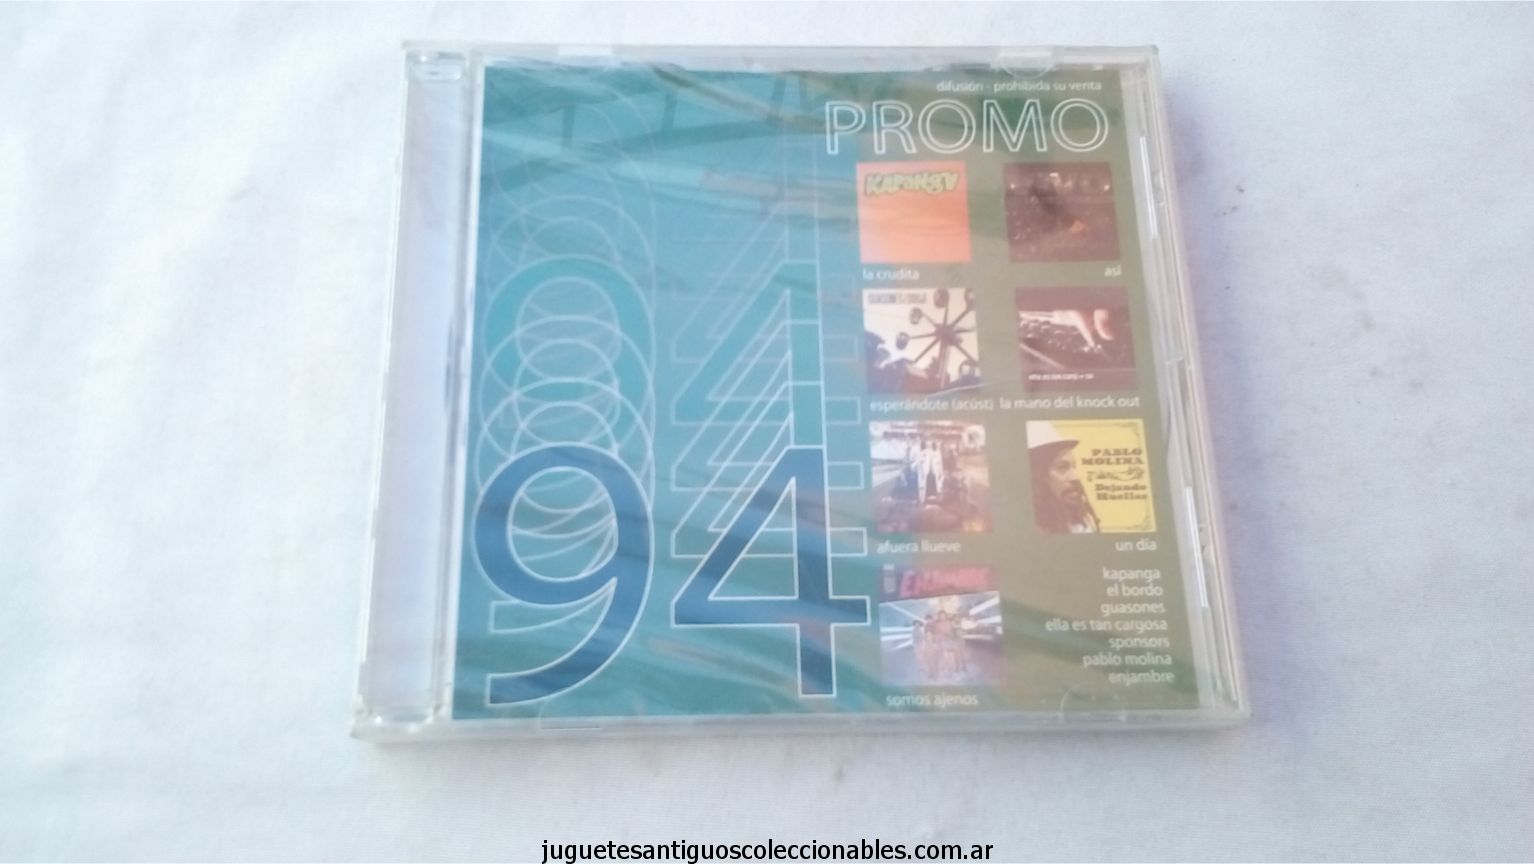 difusión - prohibida su venta
PROMO
94
KAPANGA
la crudita
así
GUASONES
esperándote (acúst)
la mano del knock out
afuera llueve
PABLO
MOLINA
Dejando
Huellas
un día
somos ajenos
kapanga
el bordo
guasones
ella es tan cargosa
sponsors
pablo molina
enjambre
juguetesantiguoscoleccionables.com.ar